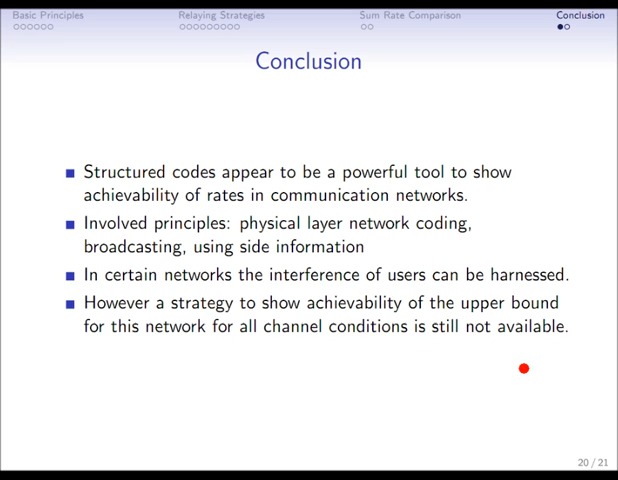 Basic Principles
Relaying Strategies
Sum Rate Comparison
Conclusion
Conclusion
Structured codes appear to be a powerful tool to show
achievability of rates in communication networks.
Involved principles: physical layer network coding,
broadcasting, using side information
In certain networks the interference of users can be harnessed.
However a strategy to show achievability of the upper bound
for this network for all channel conditions is still not available.
20 / 21